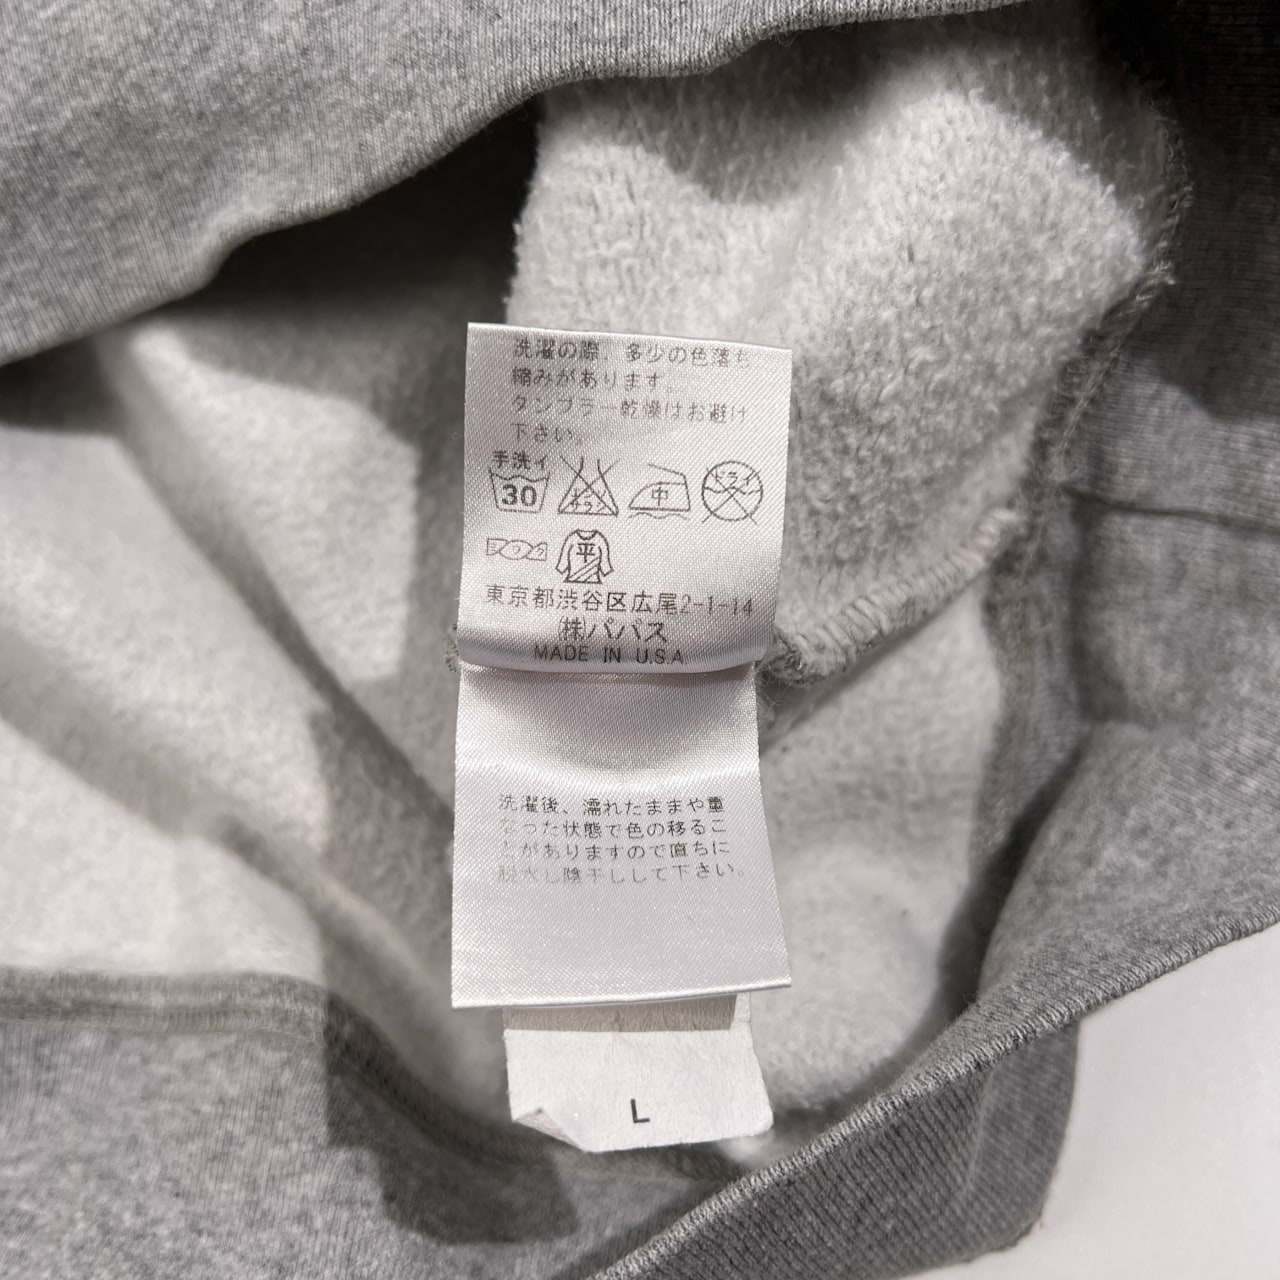 洗濯の際、多少の色落ち
縮みがあります。
タンブラー乾燥はお避け
下さい。
手洗イ
30 エンソ 中 ドライ
平
東京都渋谷区広尾2-1-14
㈱パパス
MADE IN U.S.A
洗濯後、濡れたままや重
なった状態で色の移るこ
とがありますので直ちに
脱水し陰干しして下さい。
L